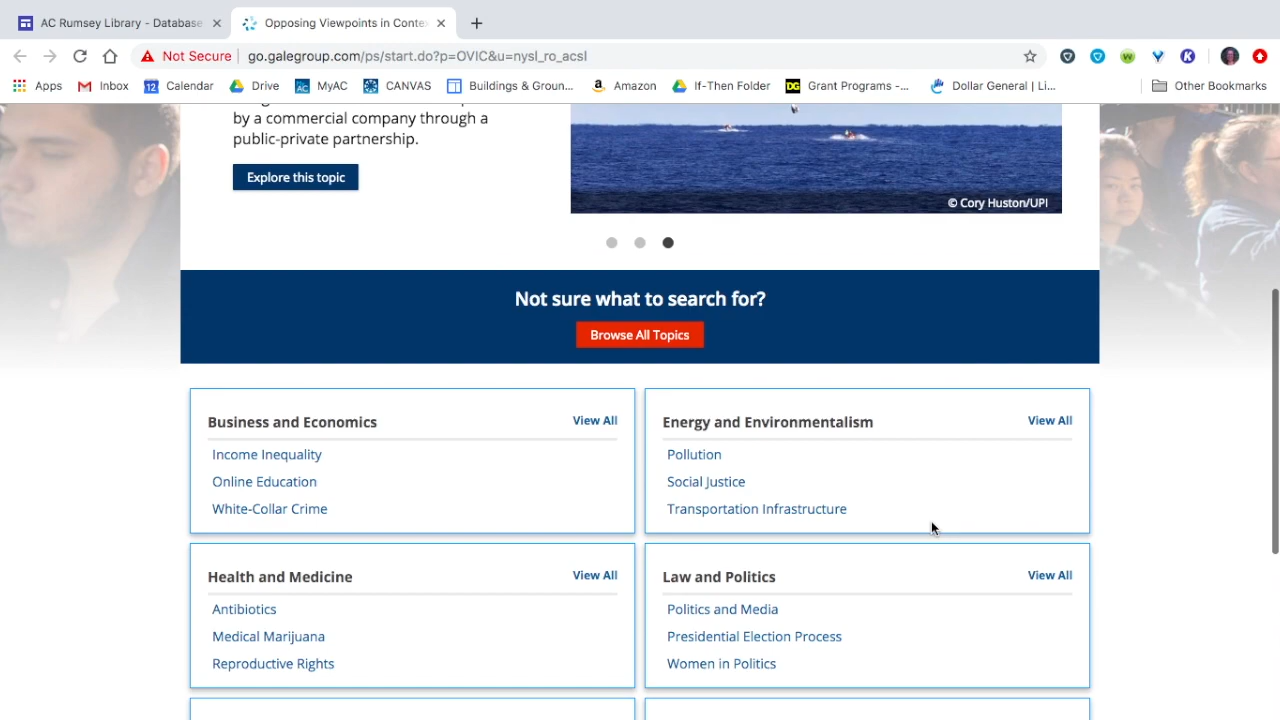 AC Rumsey Library - Database
Opposing Viewpoints in Conte
Not Secure
go.galegroup.com/ps/start.do?p=OVIC&u=nysl_ro_acsl
Apps
Inbox
Calendar
Drive
MyAC
CANVAS
Buildings & Groun...
Amazon
If-Then Folder
Grant Programs -...
Dollar General | Li...
Other Bookmarks
by a commercial company through a
public-private partnership.
Explore this topic
© Cory Huston/UPI
Not sure what to search for?
Browse All Topics
Business and Economics
View All
Income Inequality
Online Education
White-Collar Crime
Energy and Environmentalism
View All
Pollution
Social Justice
Transportation Infrastructure
Health and Medicine
View All
Antibiotics
Medical Marijuana
Reproductive Rights
Law and Politics
View All
Politics and Media
Presidential Election Process
Women in Politics